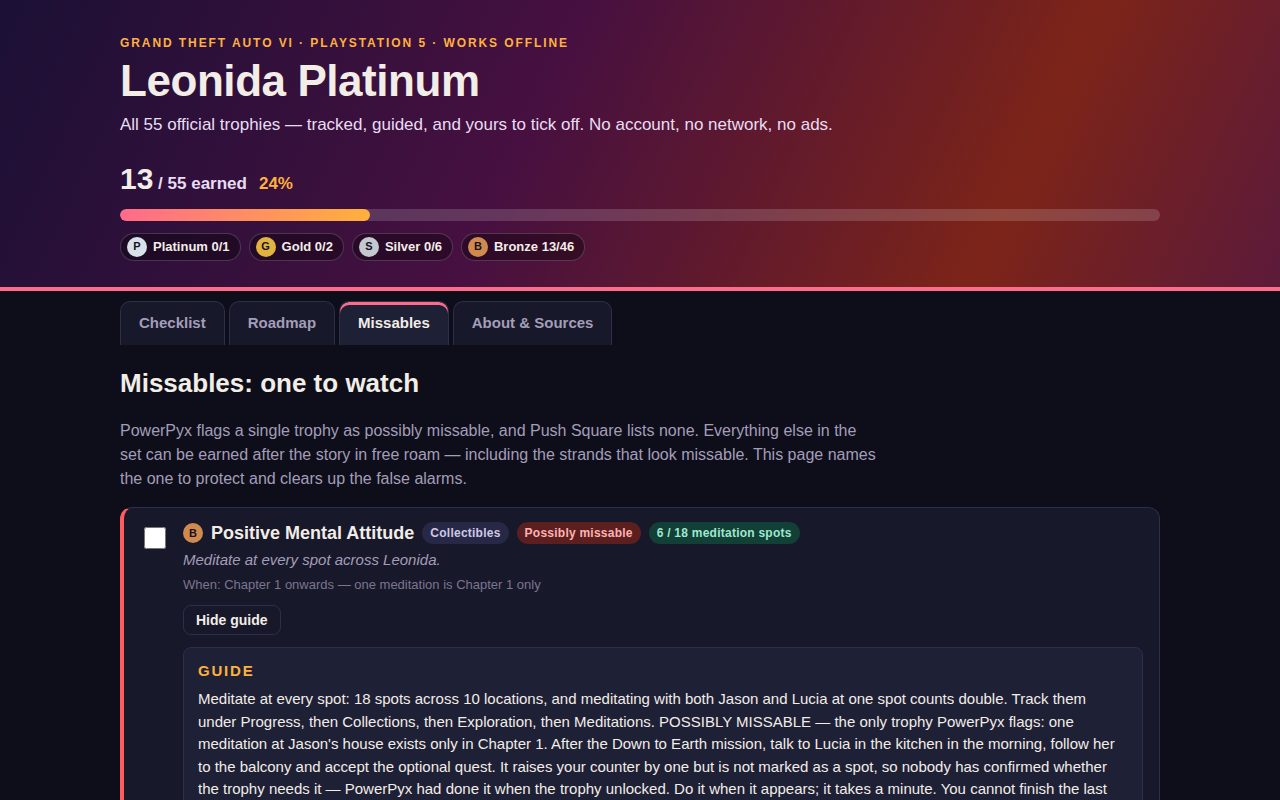 GRAND THEFT AUTO VI · PLAYSTATION 5 · WORKS OFFLINE
Leonida Platinum
All 55 official trophies — tracked, guided, and yours to tick off. No account, no network, no ads.
13 / 55 earned 24%
P Platinum 0/1 G Gold 0/2 S Silver 0/6 B Bronze 13/46
Checklist Roadmap Missables About & Sources
Missables: one to watch
PowerPyx flags a single trophy as possibly missable, and Push Square lists none. Everything else in the
set can be earned after the story in free roam — including the strands that look missable. This page names
the one to protect and clears up the false alarms.
B Positive Mental Attitude Collectibles Possibly missable 6 / 18 meditation spots
Meditate at every spot across Leonida.
When: Chapter 1 onwards — one meditation is Chapter 1 only
Hide guide
GUIDE
Meditate at every spot: 18 spots across 10 locations, and meditating with both Jason and Lucia at one spot counts double. Track them
under Progress, then Collections, then Exploration, then Meditations. POSSIBLY MISSABLE — the only trophy PowerPyx flags: one
meditation at Jason's house exists only in Chapter 1. After the Down to Earth mission, talk to Lucia in the kitchen in the morning, follow her
to the balcony and accept the optional quest. It raises your counter by one but is not marked as a spot, so nobody has confirmed whether
the trophy needs it — PowerPyx had done it when the trophy unlocked. Do it when it appears; it takes a minute. You cannot finish the last